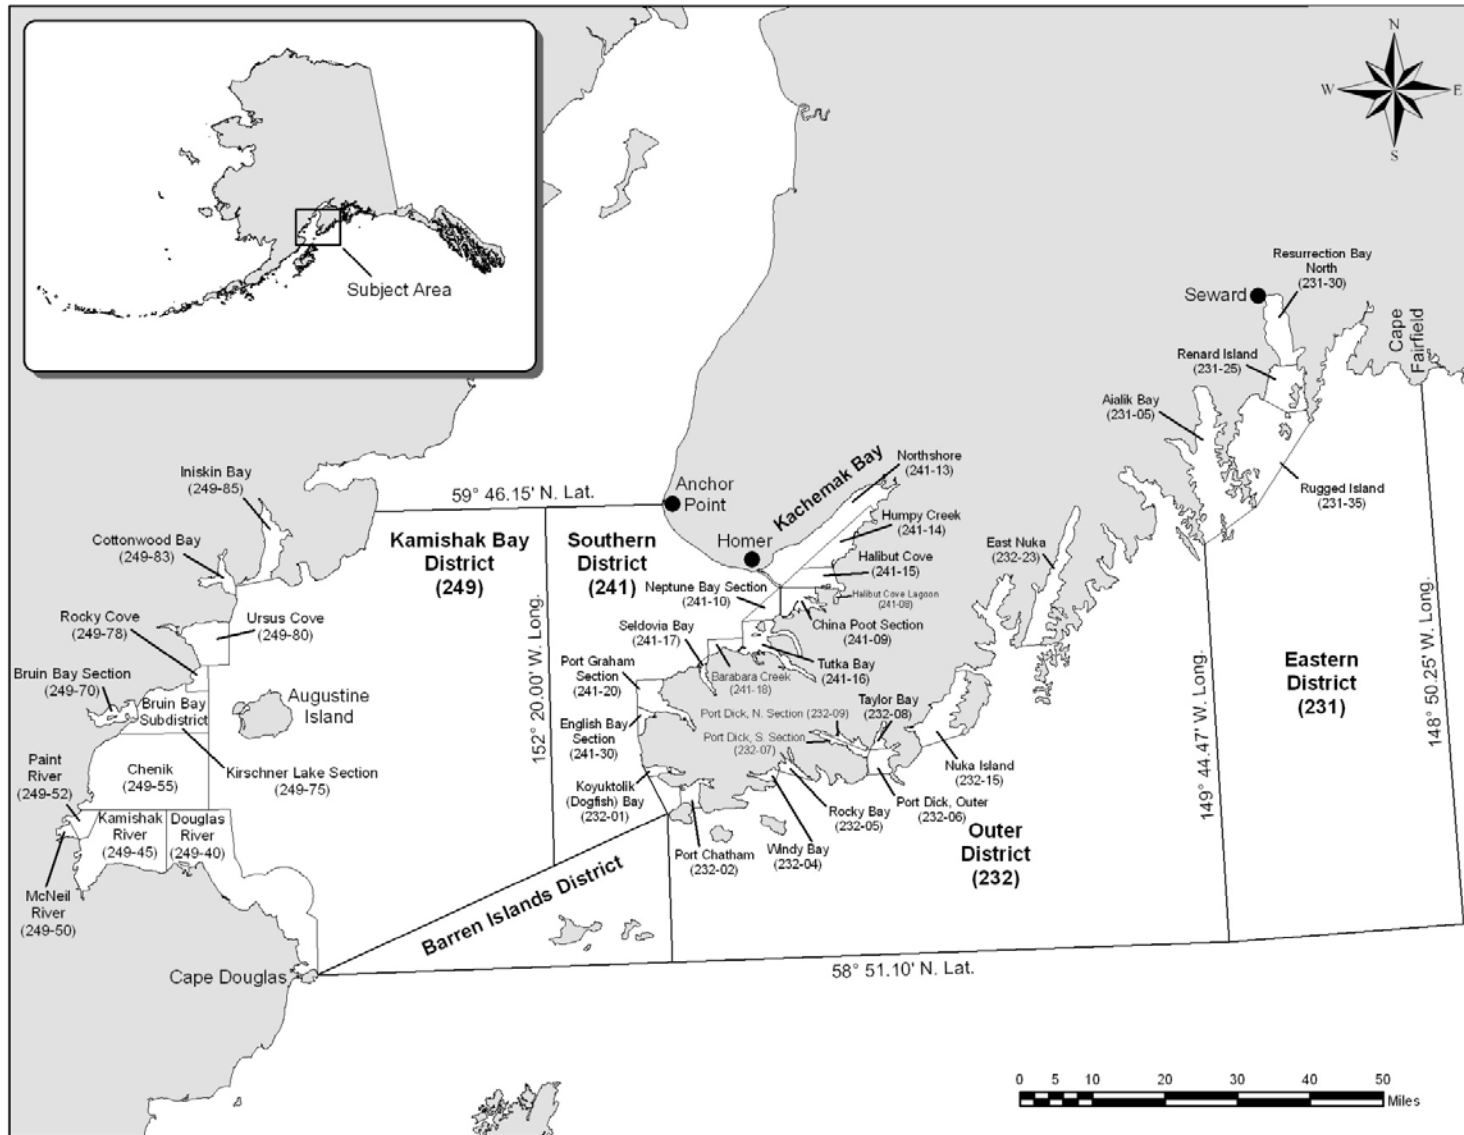 N
W
E
S
Subject Area
Resurrection Bay
North
(231-30)
Seward
Renard Island
(231-25)
Cape
Fairfield
Aialik Bay
(231-05)
Rugged Island
(231-35)
Iniskin Bay
(249-85)
59° 46.15' N. Lat.
Anchor
Point
Kachemak Bay
Northshore
(241-13)
Humpy Creek
(241-14)
Cottonwood Bay
(249-83)
Kamishak Bay
District
(249)
Southern
District
(241)
Homer
Halibut Cove
(241-15)
East Nuka
(232-23)
Neptune Bay Section
(241-10)
Halibut Cove Lagoon
(241-08)
China Poot Section
(241-09)
Rocky Cove
(249-78)
Ursus Cove
(249-80)
152° 20.00' W. Long.
Seldovia Bay
(241-17)
Tutka Bay
(241-16)
Barabara Creek
(241-18)
Port Graham
Section
(241-20)
Bruin Bay Section
(249-70)
Bruin Bay
Subdistrict
Augustine
Island
Taylor Bay
(232-08)
Port Dick, N. Section (232-09)
Port Dick, S. Section
(232-07)
English Bay
Section
(241-30)
149° 44.47' W. Long.
Eastern
District
(231)
148° 50.25' W. Long.
Paint
River
(249-52)
Chenik
(249-55)
Kirschner Lake Section
(249-75)
Nuka Island
(232-15)
Koyuktolik
(Dogfish) Bay
(232-01)
Rocky Bay
(232-05)
Port Dick, Outer
(232-06)
Kamishak
River
(249-45)
Douglas
River
(249-40)
Outer
District
(232)
Port Chatham
(232-02)
Windy Bay
(232-04)
McNeil
River
(249-50)
Barren Islands District
Cape Douglas
58° 51.10' N. Lat.
0 5 10 20 30 40 50
Miles